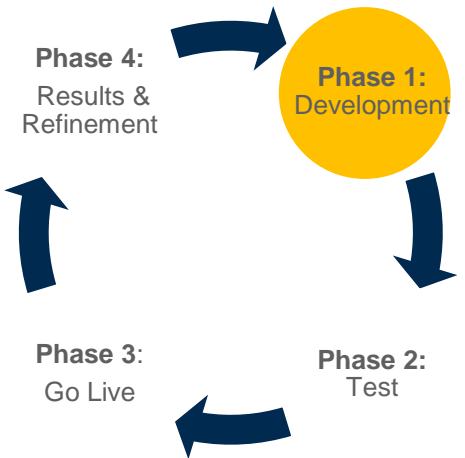 Phase 1:
Development
Phase 2:
Test
Phase 3:
Go Live
Phase 4:
Results &
Refinement